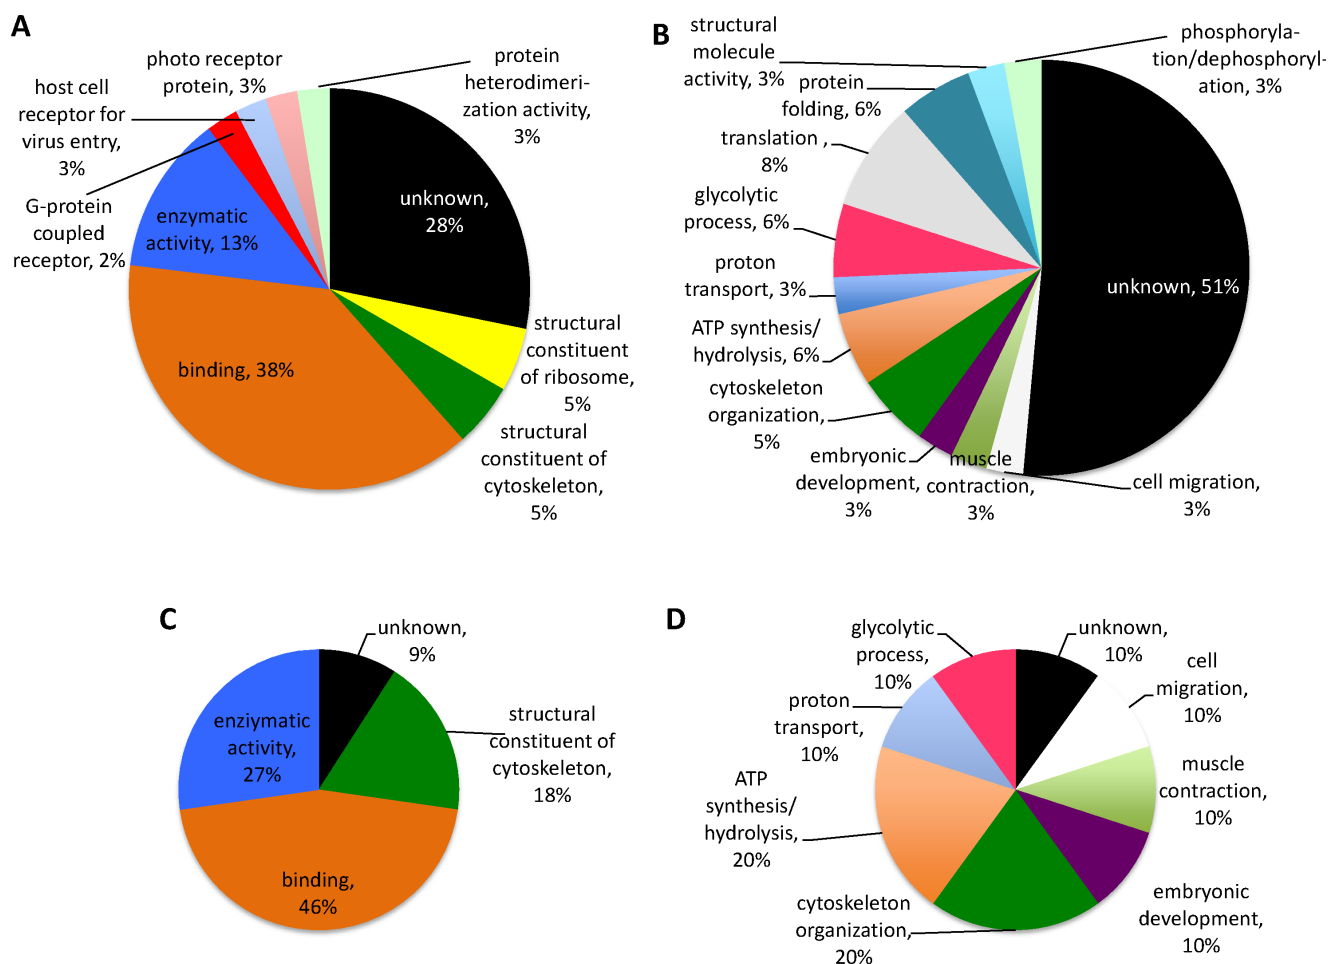 A
photo receptor
protein, 3%
protein
heterodimeri-
zation activity,
3%
host cell
receptor for
virus entry,
3%
G-protein
coupled
receptor, 2%
enzymatic
activity, 13%
unknown,
28%
binding, 38%
structural
constituent
of ribosome,
5%
structural
constituent of
cytoskeleton,
5%
B
structural
molecule
activity, 3%
phosphoryla-
tion/dephosphoryl-
ation, 3%
protein
folding, 6%
translation ,
8%
glycolytic
process, 6%
proton
transport, 3%
unknown, 51%
ATP synthesis/
hydrolysis, 6%
cytoskeleton
organization,
5%
embryonic
development,
3%
muscle
contraction,
3%
cell migration,
3%
C
unknown,
9%
enziymatic
activity,
27%
structural
constituent of
cytoskeleton,
18%
binding,
46%
D
glycolytic
process,
10%
unknown,
10%
cell
migration,
10%
proton
transport,
10%
muscle
contraction,
10%
ATP
synthesis/
hydrolysis,
20%
embryonic
development,
10%
cytoskeleton
organization,
20%